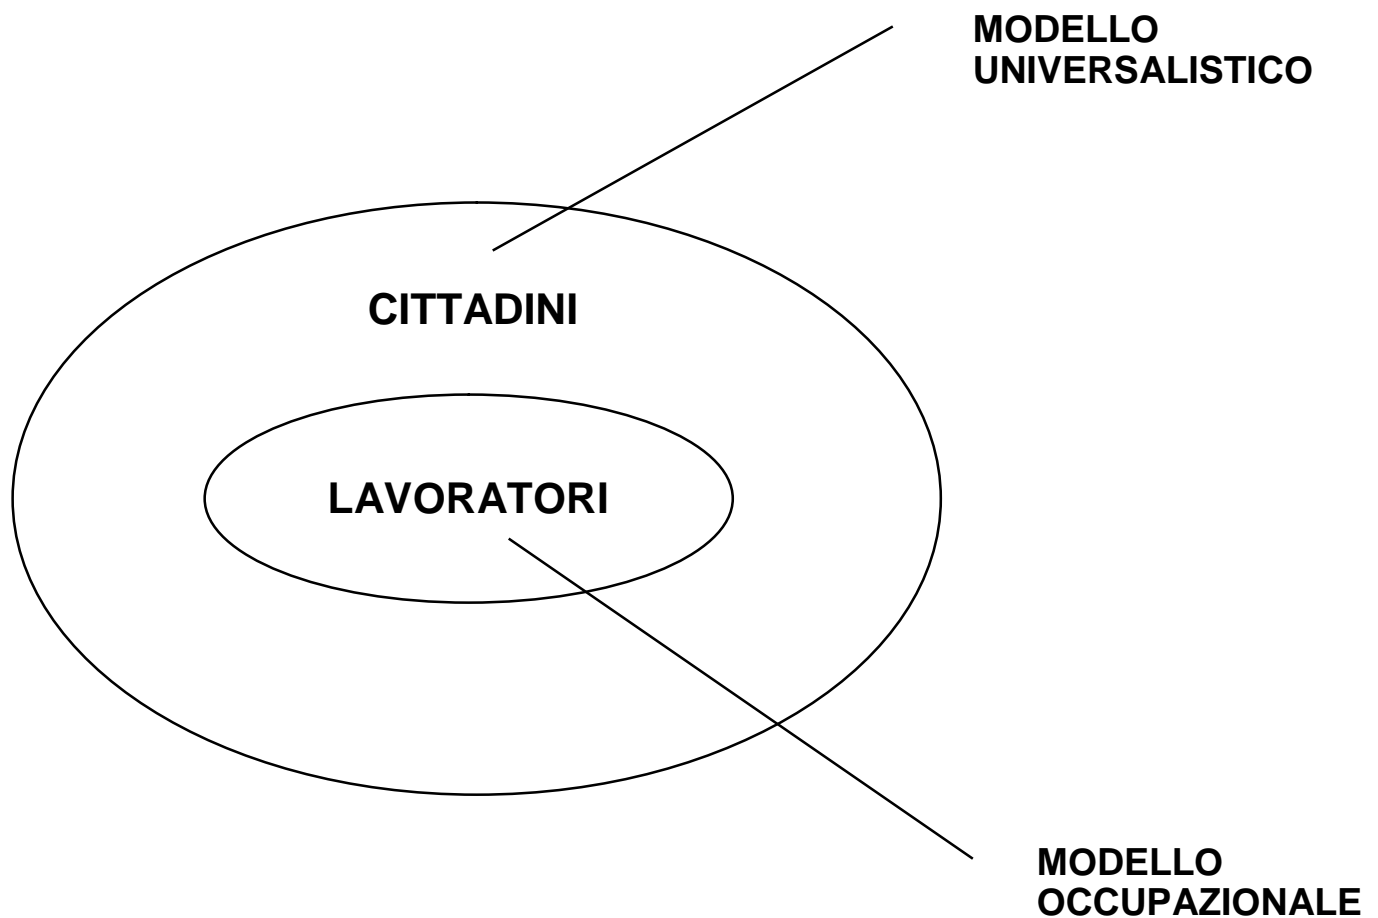 MODELLO
UNIVERSALISTICO
CITTADINI
LAVORATORI
MODELLO
OCCUPAZIONALE